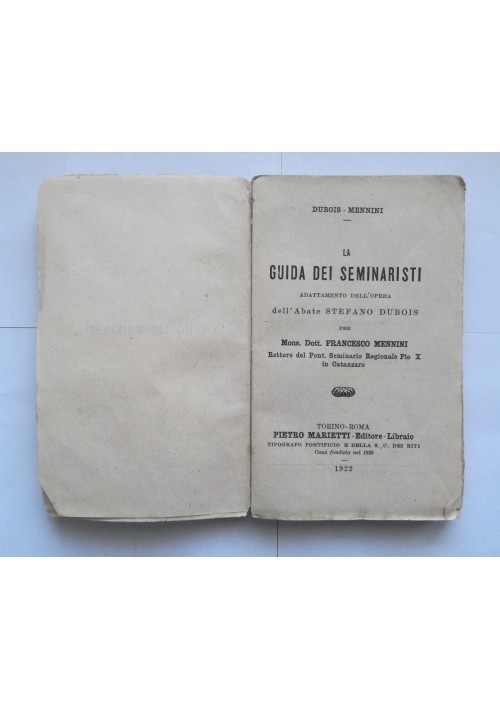 DUBOIS - MENNINI
LA
GUIDA DEI SEMINARISTI
ADATTAMENTO DELL'OPERA
dell'Abate STEFANO DUBOIS
PER
Mons. Dott. FRANCESCO MENNINI
Rettore del Pont. Seminario Regionale Pio X
in Catanzaro
TORINO-ROMA
PIETRO MARIETTI - Editore - Libraio
TIPOGRAFO PONTIFICIO E DELLA S. C. DEI RITI
Casa fondata nel 1820
1922